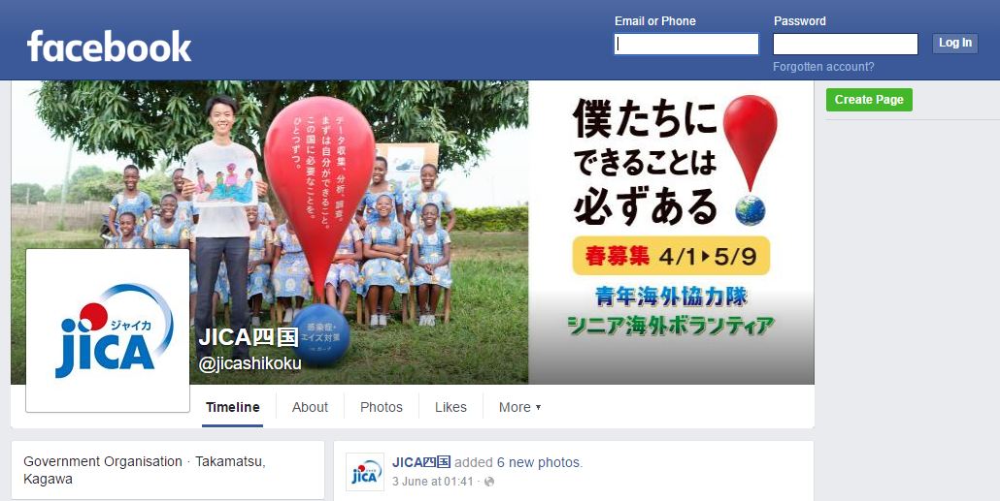 facebook
Email or Phone
Password
Log In
Forgotten account?
Create Page
データ収集、分析、調査。
まずは自分ができること。
この国に必要なことを。
ひとつずつ。
僕たちに
できることは
必ずある
春募集 4/1▶5/9
青年海外協力隊
シニア海外ボランティア
感染症・
エイズ対策
ジャイカ
JICA
JICA四国
@jicashikoku
Timeline
About
Photos
Likes
More ▾
Government Organisation · Takamatsu,
Kagawa
ジャイカ
JICA
JICA四国 added 6 new photos.
3 June at 01:41 ·